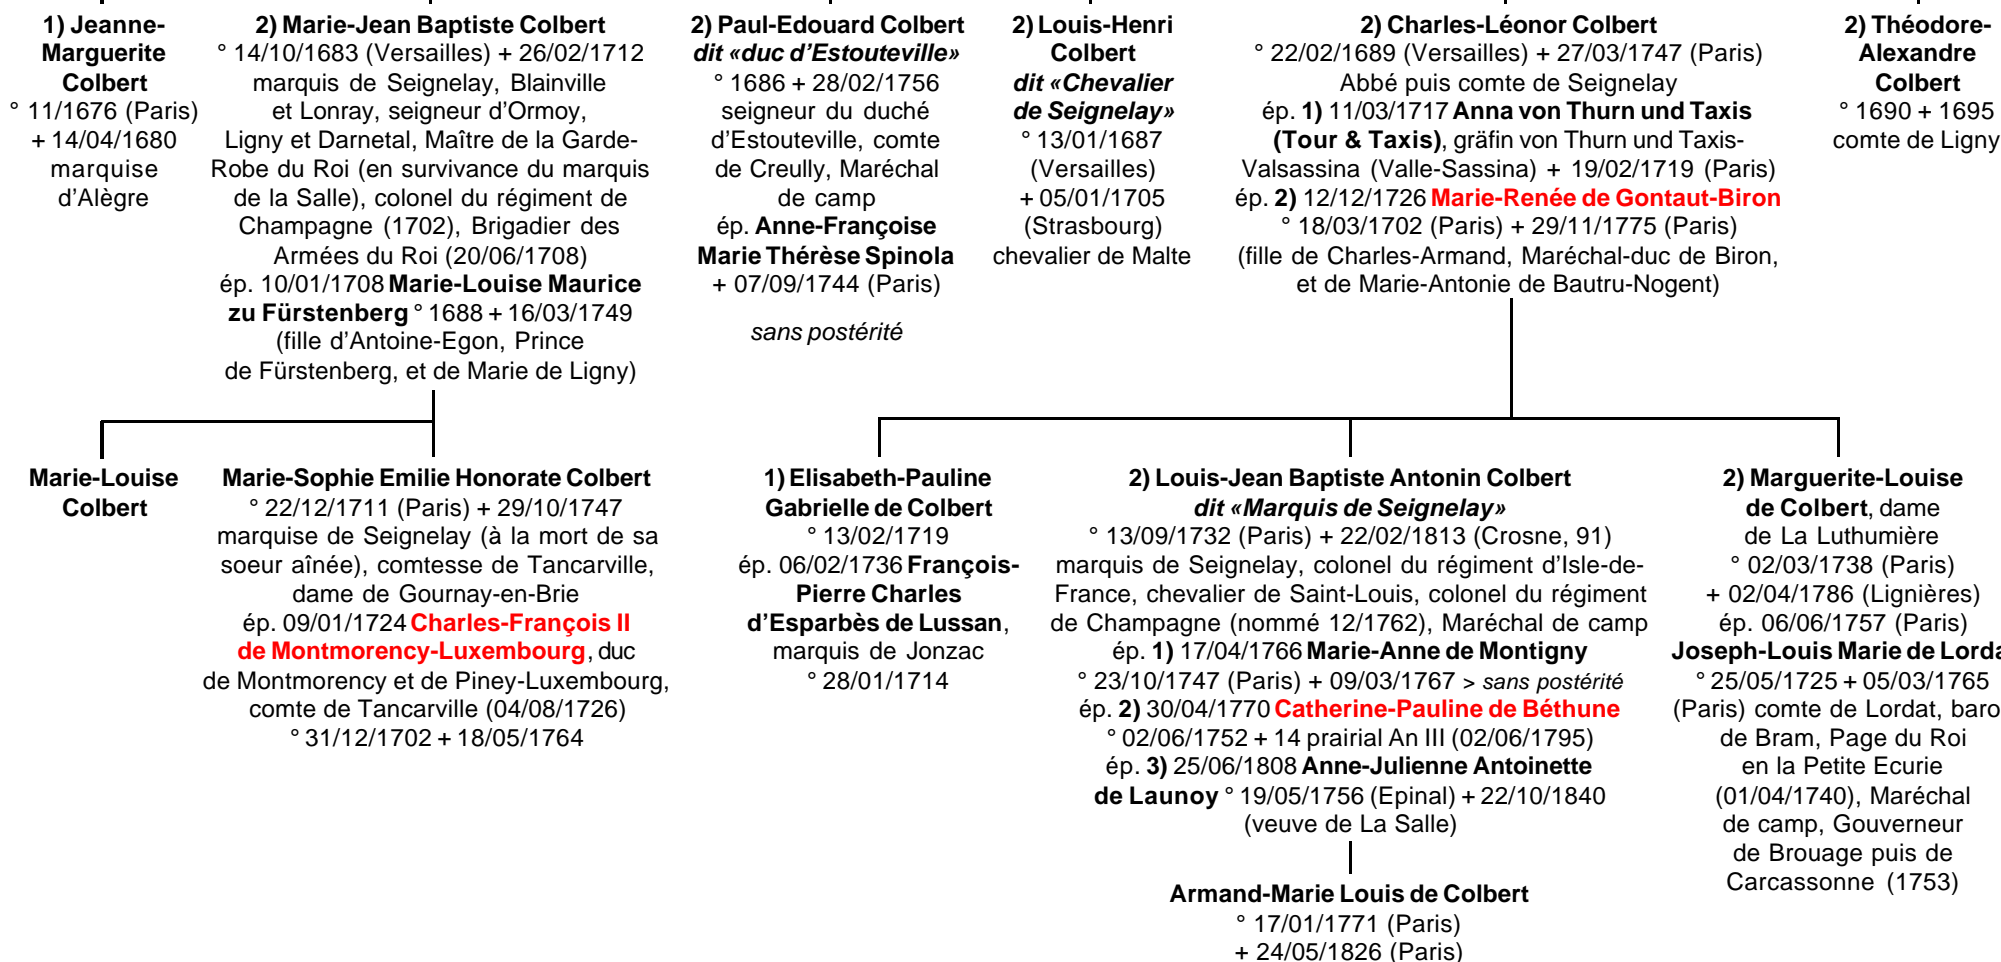 1) Jeanne-
Marguerite
Colbert
° 11/1676 (Paris)
+ 14/04/1680
marquise
d’Alègre
2) Marie-Jean Baptiste Colbert
° 14/10/1683 (Versailles) + 26/02/1712
marquis de Seignelay, Blainville
et Lonray, seigneur d’Ormoy,
Ligny et Darnetal, Maître de la Garde-
Robe du Roi (en survivance du marquis
de la Salle), colonel du régiment de
Champagne (1702), Brigadier des
Armées du Roi (20/06/1708)
ép. 10/01/1708 Marie-Louise Maurice
zu Fürstenberg ° 1688 + 16/03/1749
(fille d’Antoine-Egon, Prince
de Fürstenberg, et de Marie de Ligny)
2) Paul-Edouard Colbert
dit «duc d’Estouteville»
° 1686 + 28/02/1756
seigneur du duché
d’Estouteville, comte
de Creully, Maréchal
de camp
ép. Anne-Françoise
Marie Thérèse Spinola
+ 07/09/1744 (Paris)
sans postérité
2) Louis-Henri
Colbert
dit «Chevalier
de Seignelay»
° 13/01/1687
(Versailles)
+ 05/01/1705
(Strasbourg)
chevalier de Malte
2) Charles-Léonor Colbert
° 22/02/1689 (Versailles) + 27/03/1747 (Paris)
Abbé puis comte de Seignelay
ép. 1) 11/03/1717 Anna von Thurn und Taxis
(Tour & Taxis), gräfin von Thurn und Taxis-
Valsassina (Valle-Sassina) + 19/02/1719 (Paris)
ép. 2) 12/12/1726 Marie-Renée de Gontaut-Biron
° 18/03/1702 (Paris) + 29/11/1775 (Paris)
(fille de Charles-Armand, Maréchal-duc de Biron,
et de Marie-Antonie de Bautru-Nogent)
2) Théodore-
Alexandre
Colbert
° 1690 + 1695
comte de Ligny
Marie-Louise
Colbert
Marie-Sophie Emilie Honorate Colbert
° 22/12/1711 (Paris) + 29/10/1747
marquise de Seignelay (à la mort de sa
soeur aînée), comtesse de Tancarville,
dame de Gournay-en-Brie
ép. 09/01/1724 Charles-François II
de Montmorency-Luxembourg, duc
de Montmorency et de Piney-Luxembourg,
comte de Tancarville (04/08/1726)
° 31/12/1702 + 18/05/1764
1) Elisabeth-Pauline
Gabrielle de Colbert
° 13/02/1719
ép. 06/02/1736 François-
Pierre Charles
d’Esparbès de Lussan,
marquis de Jonzac
° 28/01/1714
2) Louis-Jean Baptiste Antonin Colbert
dit «Marquis de Seignelay»
° 13/09/1732 (Paris) + 22/02/1813 (Crosne, 91)
marquis de Seignelay, colonel du régiment d’Isle-de-
France, chevalier de Saint-Louis, colonel du régiment
de Champagne (nommé 12/1762), Maréchal de camp
ép. 1) 17/04/1766 Marie-Anne de Montigny
° 23/10/1747 (Paris) + 09/03/1767 > sans postérité
ép. 2) 30/04/1770 Catherine-Pauline de Béthune
° 02/06/1752 + 14 prairial An III (02/06/1795)
ép. 3) 25/06/1808 Anne-Julienne Antoinette
de Launoy ° 19/05/1756 (Epinal) + 22/10/1840
(veuve de La Salle)
2) Marguerite-Louise
de Colbert, dame
de La Luthumière
° 02/03/1738 (Paris)
+ 02/04/1786 (Lignières)
ép. 06/06/1757 (Paris)
Joseph-Louis Marie de Lorda
° 25/05/1725 + 05/03/1765
(Paris) comte de Lordat, baro
de Bram, Page du Roi
en la Petite Ecurie
(01/04/1740), Maréchal
de camp, Gouverneur
de Brouage puis de
Carcassonne (1753)
Armand-Marie Louis de Colbert
° 17/01/1771 (Paris)
+ 24/05/1826 (Paris)